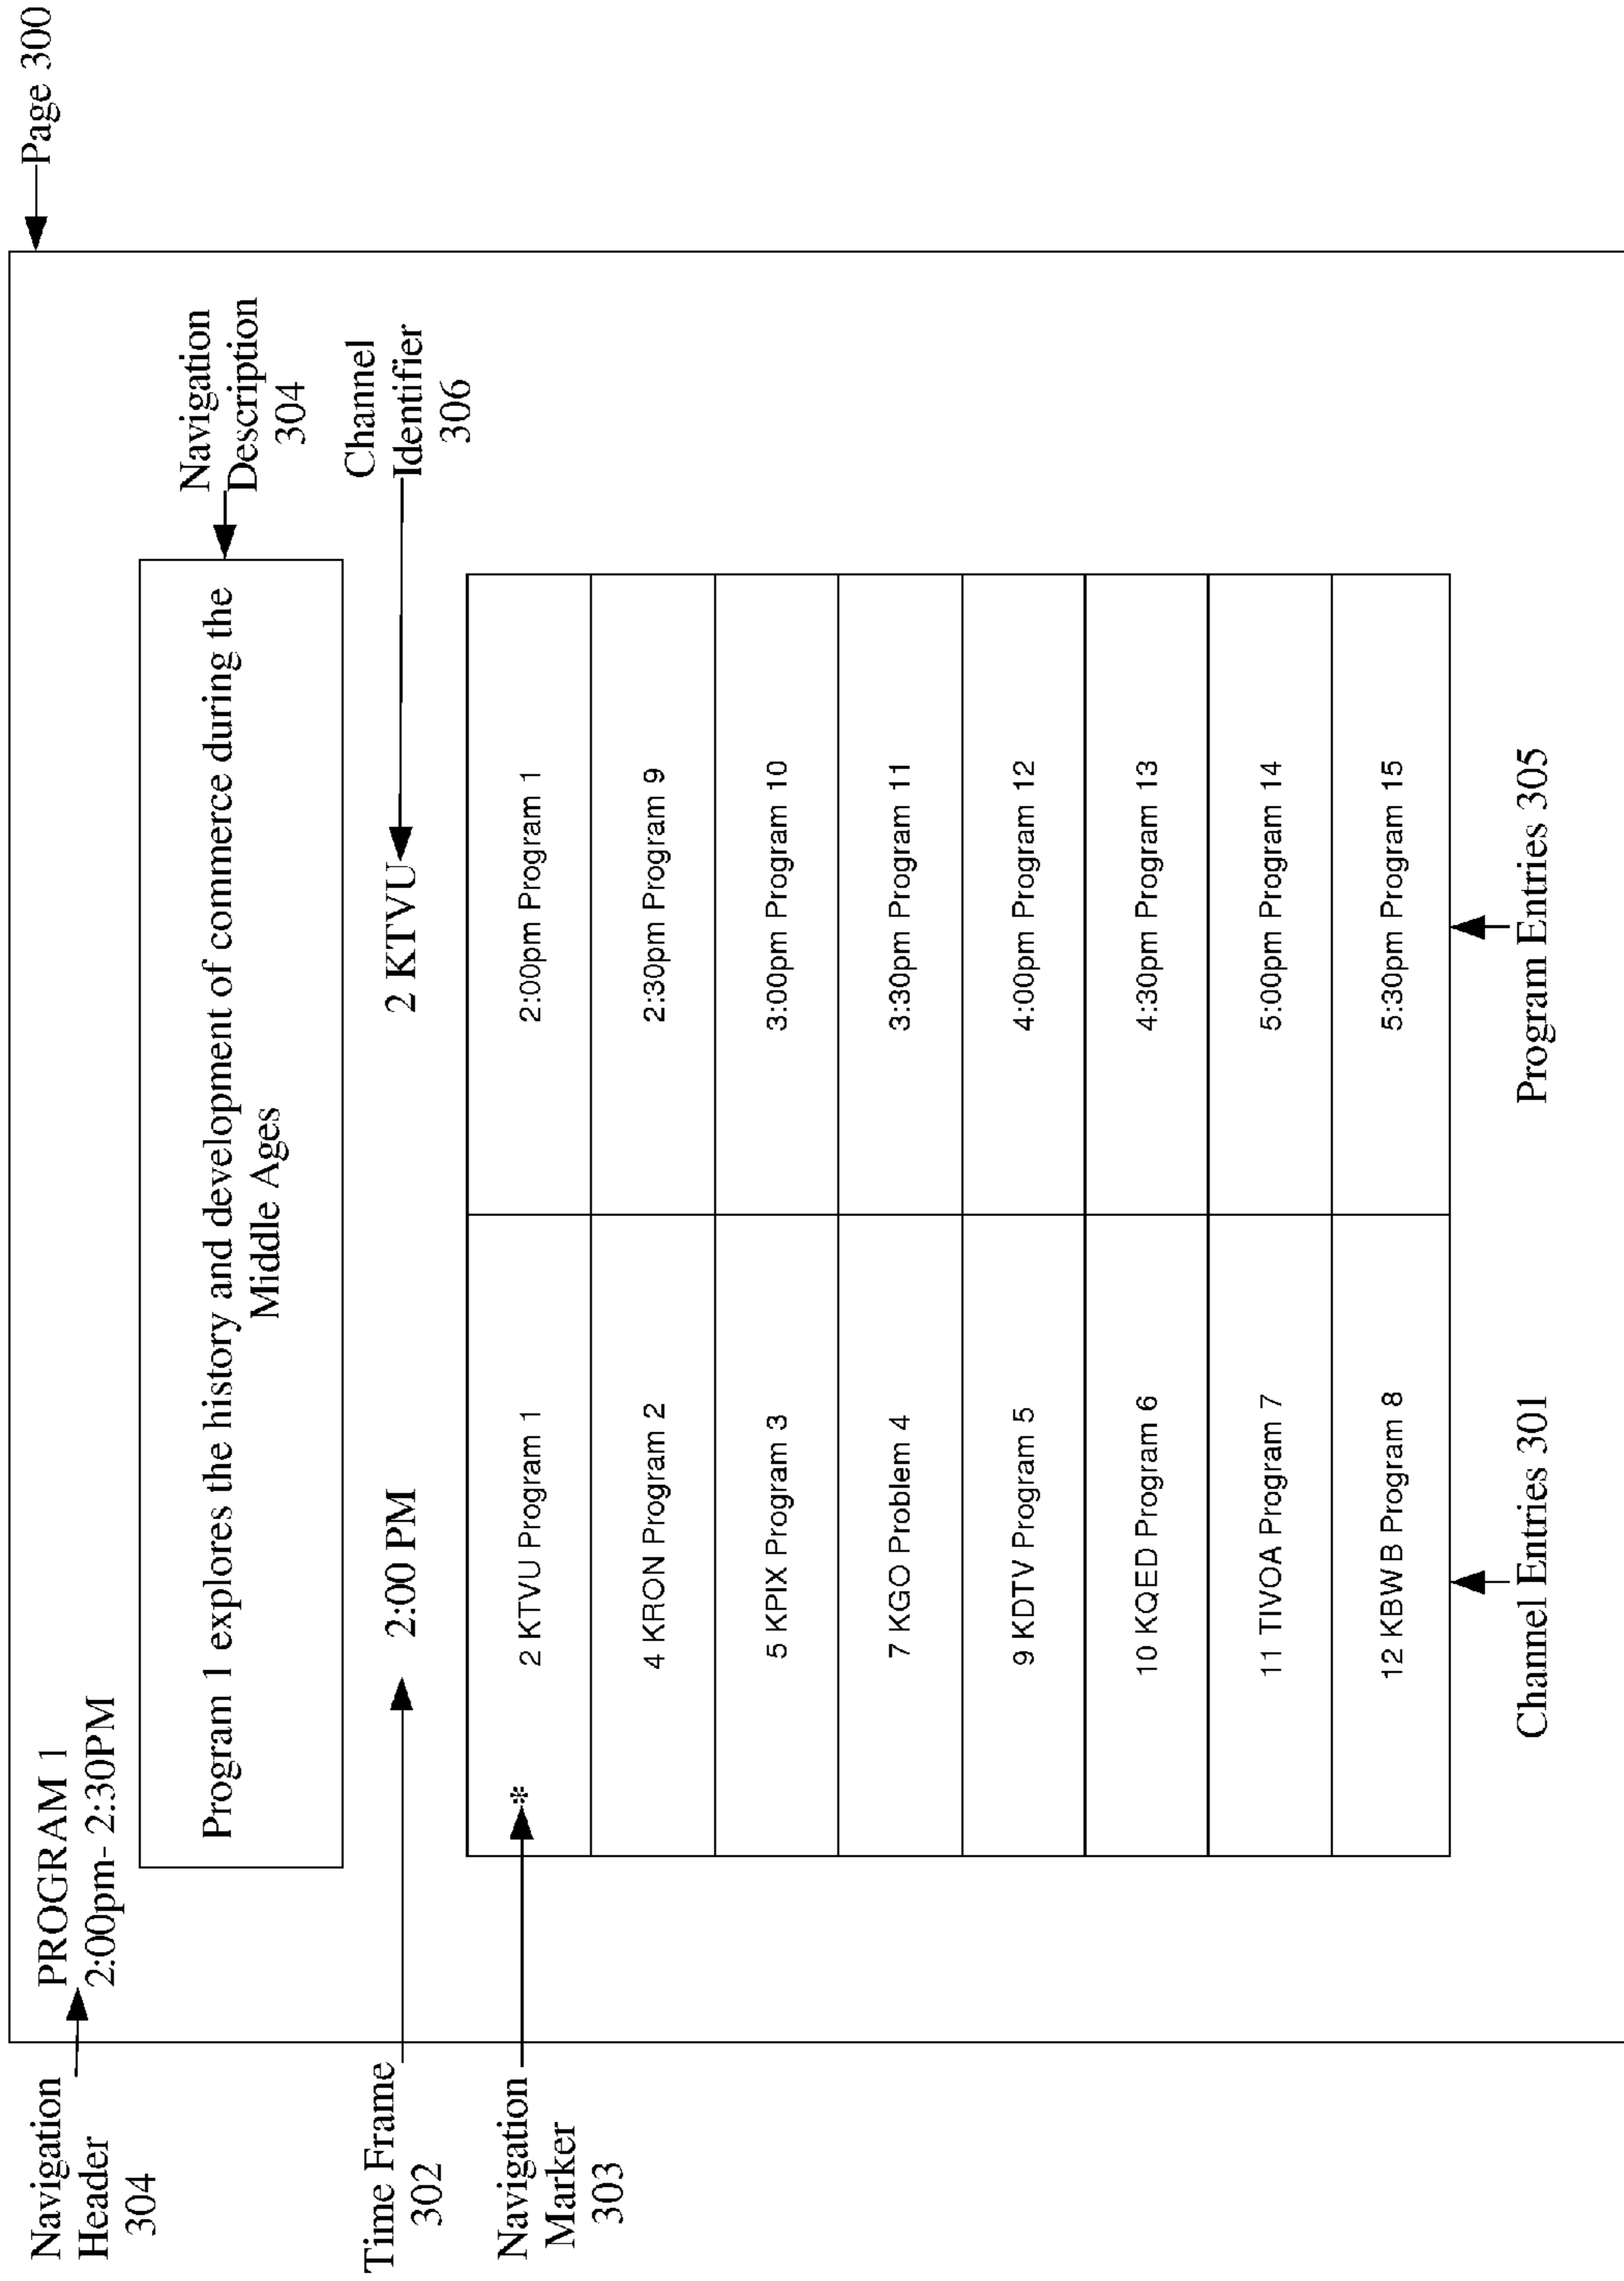 Page 300
Navigation
Header
304
PROGRAM 1
2:00pm- 2:30PM
Program 1 explores the history and development of commerce during the
Middle Ages
Navigation
Description
304
Time Frame
302
2:00 PM
2 KTVU
Channel
Identifier
306
Navigation
Marker
303
* 2 KTVU Program 1
2:00pm Program 1
4 KRON Program 2
2:30pm Program 9
5 KPIX Program 3
3:00pm Program 10
7 KGO Problem 4
3:30pm Program 11
9 KDTV Program 5
4:00pm Program 12
10 KQED Program 6
4:30pm Program 13
11 TIVOA Program 7
5:00pm Program 14
12 KBWB Program 8
5:30pm Program 15
Channel Entries 301
Program Entries 305